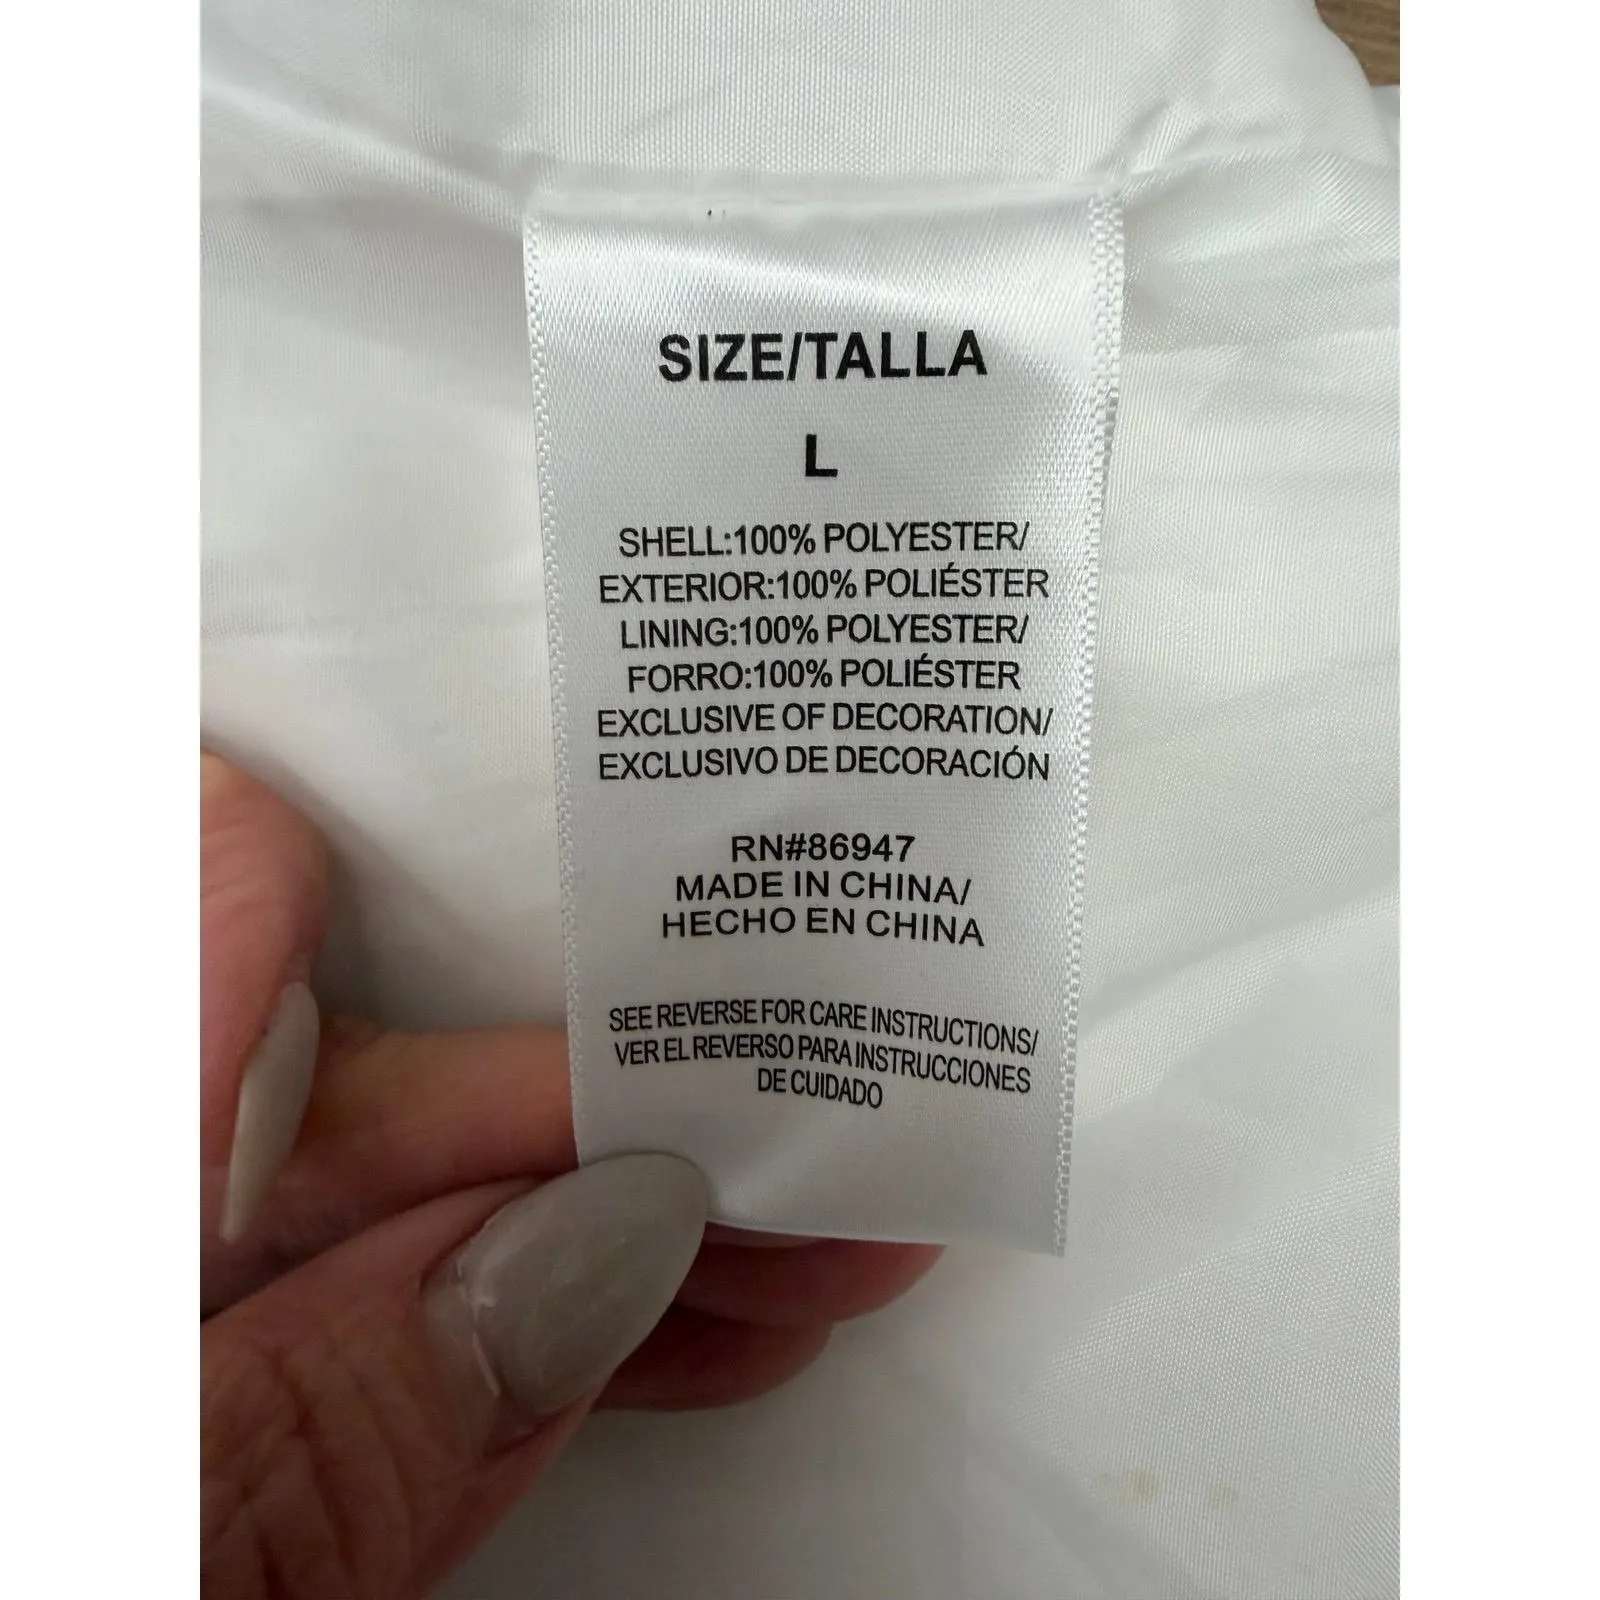 SIZE/TALLA
L
SHELL:100% POLYESTER/
EXTERIOR:100% POLIÉSTER
LINING:100% POLYESTER/
FORRO:100% POLIÉSTER
EXCLUSIVE OF DECORATION/
EXCLUSIVO DE DECORACIÓN
RN#86947
MADE IN CHINA/
HECHO EN CHINA
SEE REVERSE FOR CARE INSTRUCTIONS/
VER EL REVERSO PARA INSTRUCCIONES
DE CUIDADO